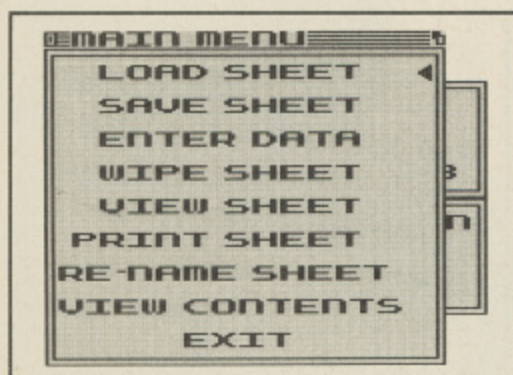 MAIN MENU
LOAD SHEET
SAVE SHEET
ENTER DATA
WIPE SHEET
VIEW SHEET
PRINT SHEET
RE-NAME SHEET
VIEW CONTENTS
EXIT